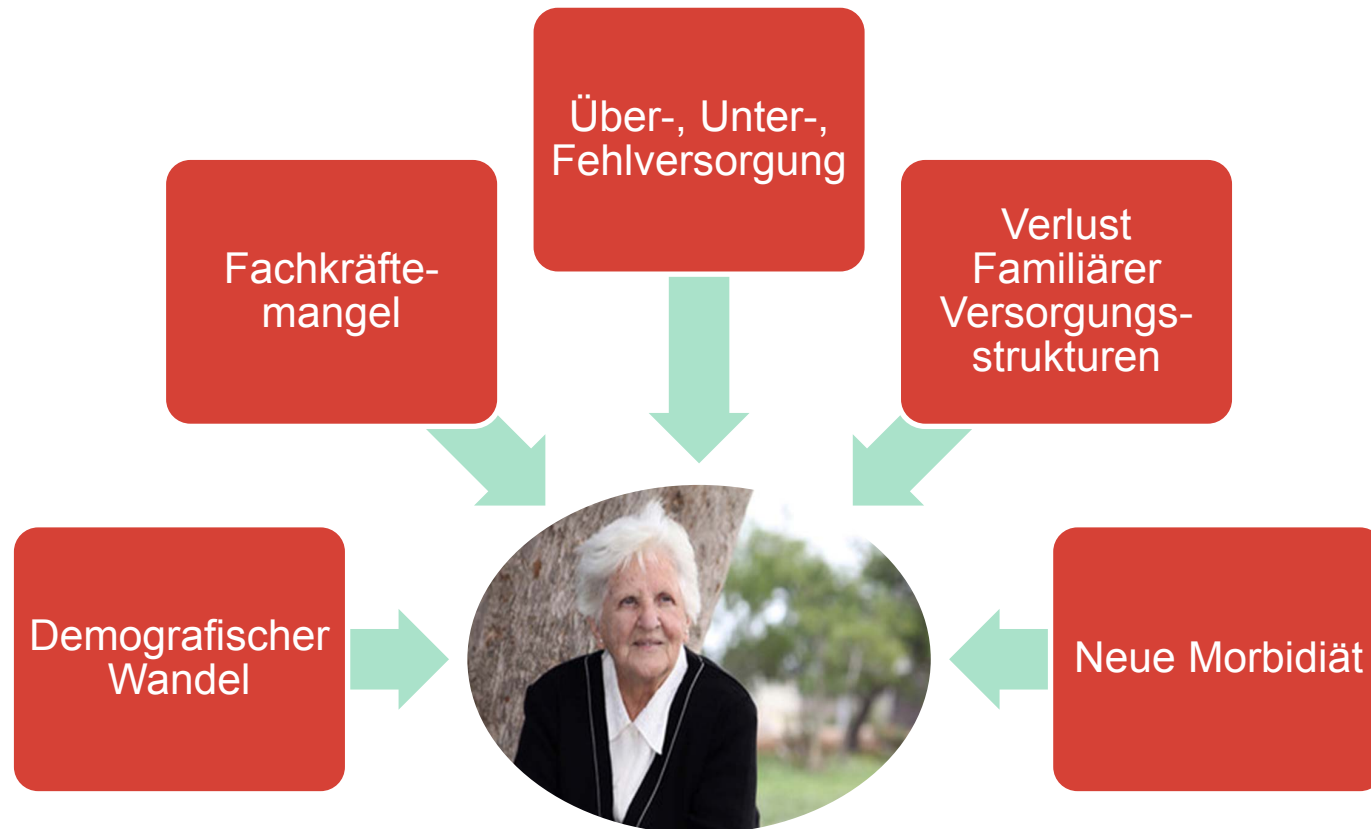 Über-, Unter-,
Fehlversorgung
Fachkräfte-
mangel
Verlust
Familiärer
Versorgungs-
strukturen
Demografischer
Wandel
Neue Morbidiät